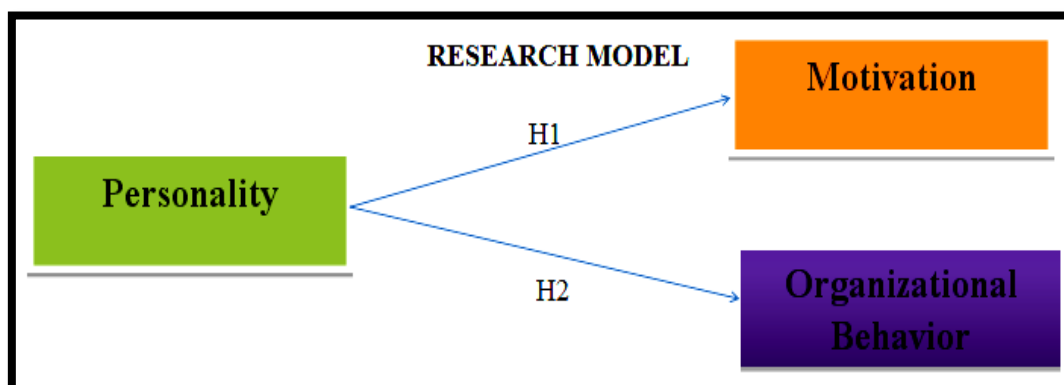 RESEARCH MODEL
Motivation
H1
Personality
H2
Organizational
Behavior